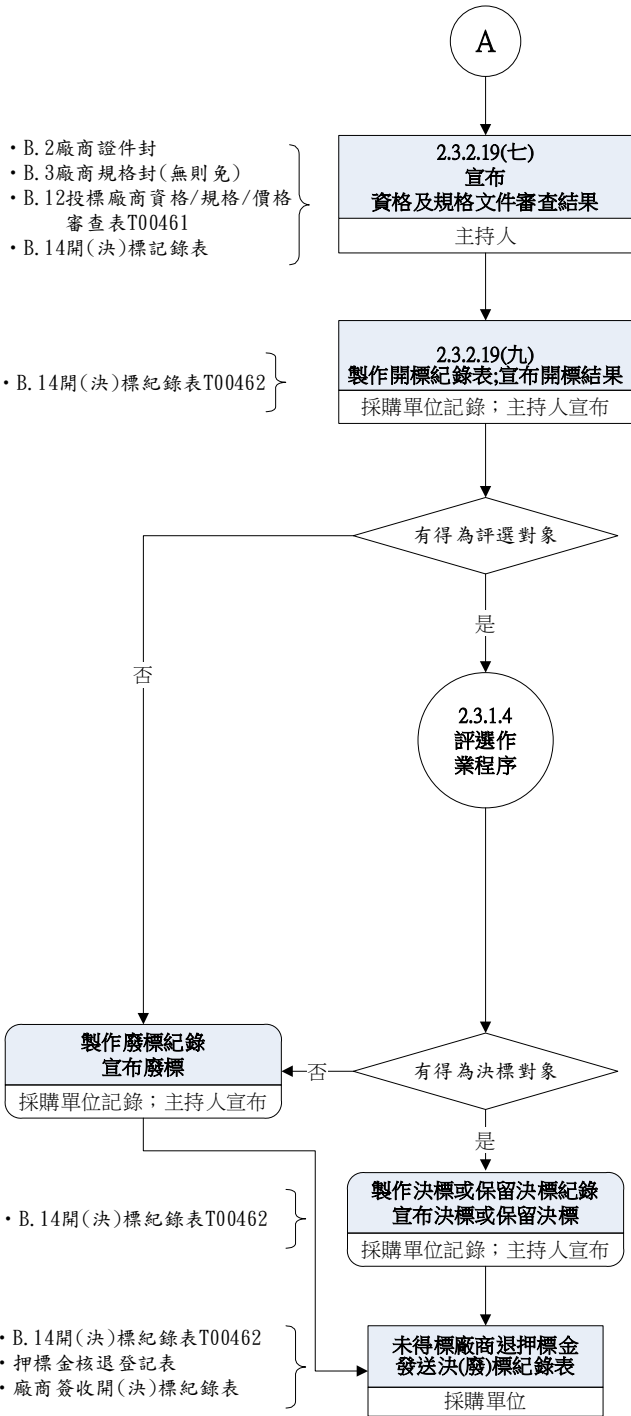 A
・B.2廠商證件封
・B.3廠商規格封(無則免)
・B.12投標廠商資格/規格/價格
審查表T00461
・B.14開(決)標記錄表
2.3.2.19(七)
宣布
資格及規格文件審查結果
主持人
・B.14開(決)標紀錄表T00462
2.3.2.19(九)
製作開標紀錄表;宣布開標結果
採購單位記錄；主持人宣布
有得為評選對象
是
否
2.3.1.4
評選作
業程序
製作廢標紀錄
宣布廢標
採購單位記錄；主持人宣布
否
有得為決標對象
是
・B.14開(決)標紀錄表T00462
製作決標或保留決標紀錄
宣布決標或保留決標
採購單位記錄；主持人宣布
・B.14開(決)標紀錄表T00462
・押標金核退登記表
・廠商簽收開(決)標紀錄表
未得標廠商退押標金
發送決(廢)標紀錄表
採購單位